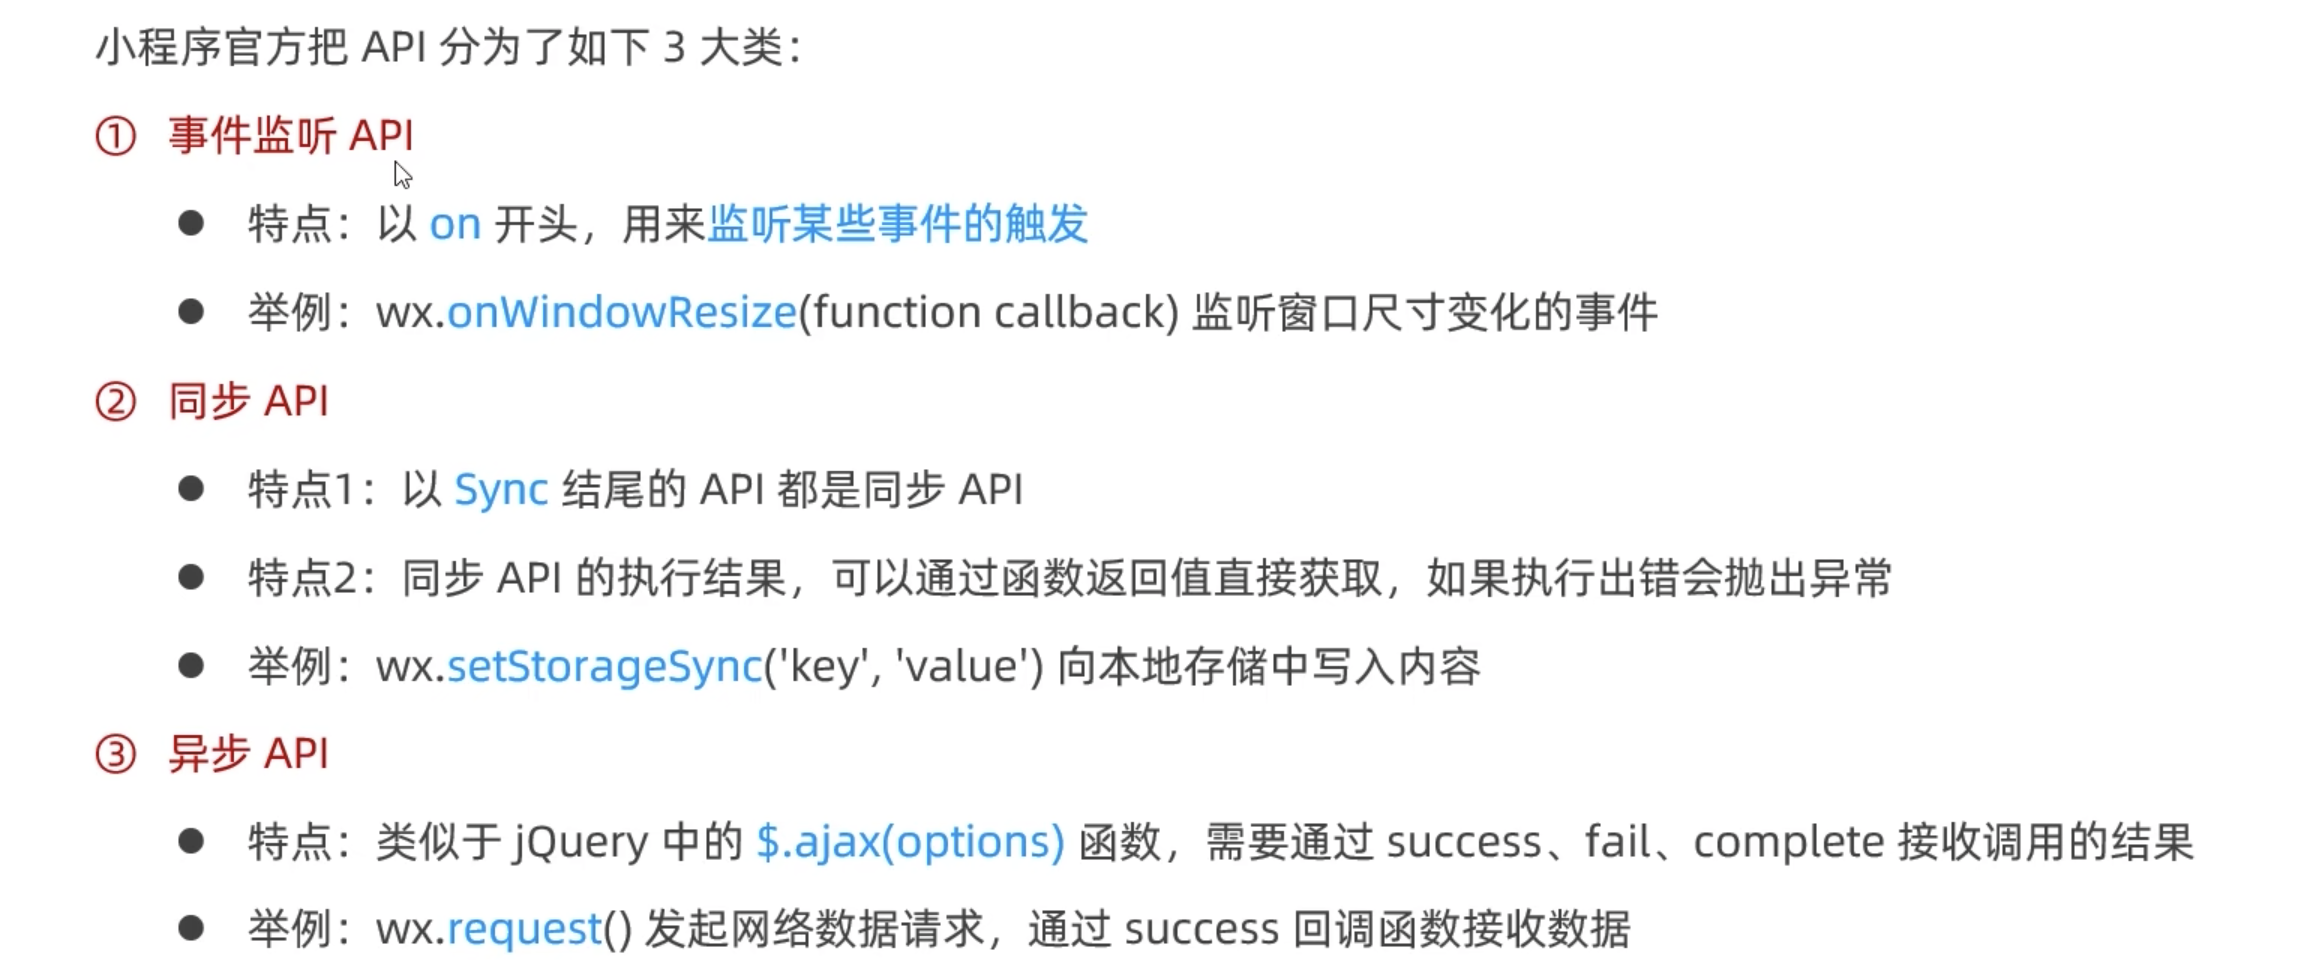 小程序官方把 API 分为了如下 3 大类：
① 事件监听 API
● 特点：以 on 开头，用来监听某些事件的触发
● 举例：wx.onWindowResize(function callback) 监听窗口尺寸变化的事件
② 同步 API
● 特点1：以 Sync 结尾的 API 都是同步 API
● 特点2：同步 API 的执行结果，可以通过函数返回值直接获取，如果执行出错会抛出异常
● 举例：wx.setStorageSync('key', 'value') 向本地存储中写入内容
③ 异步 API
● 特点：类似于 jQuery 中的 $.ajax(options) 函数，需要通过 success、fail、complete 接收调用的结果
● 举例：wx.request() 发起网络数据请求，通过 success 回调函数接收数据